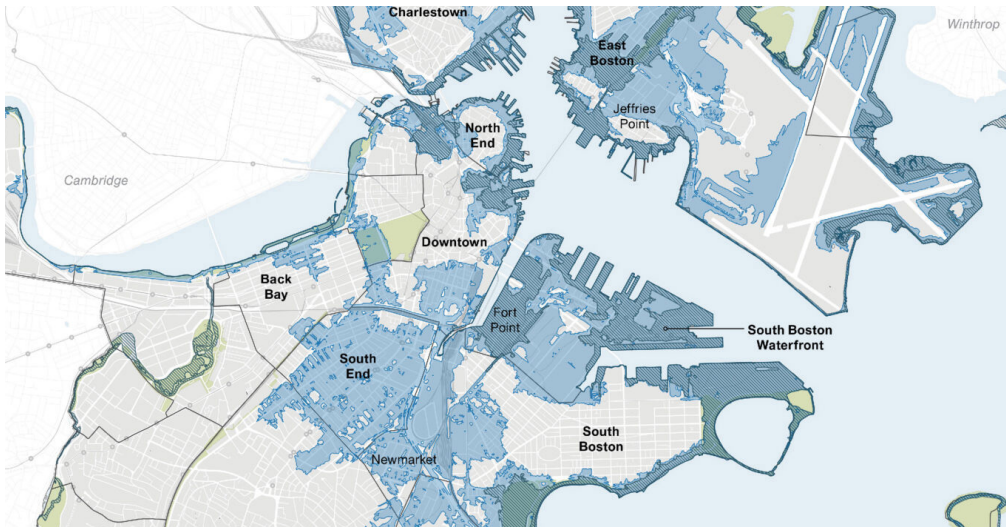 Charlestown
Winthrop
East
Boston
Jeffries
Point
North
End
Cambridge
Downtown
Back
Bay
Fort
Point
South Boston
Waterfront
South
End
South
Boston
Newmarket